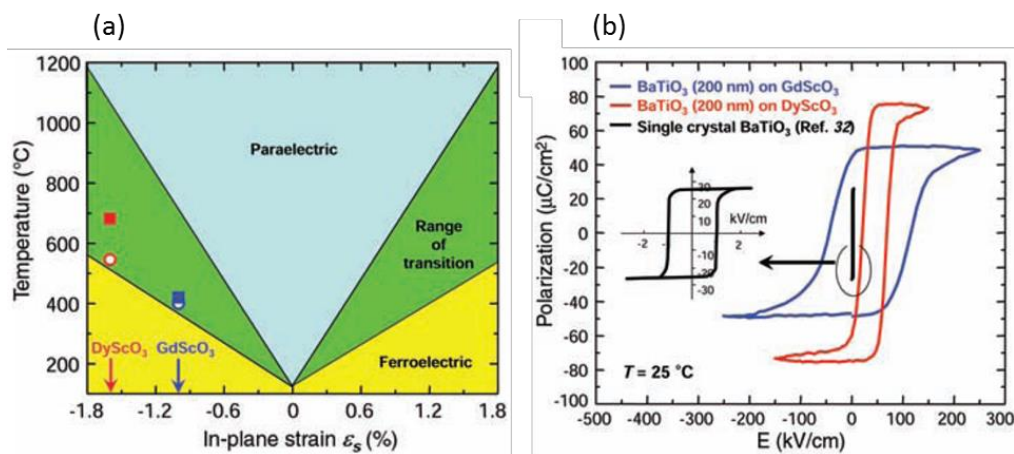 (a)
1200
1000
800
600
400
200
Temperature (°C)
Paraelectric
Range
of
transition
Ferroelectric
DyScO₃ GdScO₃
-1.8 -1.2 -0.6 0 0.6 1.2 1.8
In-plane strain εₛ (%)
(b)
100
80
60
40
20
0
-20
-40
-60
-80
-100
Polarization (μC/cm²)
BaTiO₃ (200 nm) on GdScO₃
BaTiO₃ (200 nm) on DyScO₃
Single crystal BaTiO₃ (Ref. 32)
30
20
10
kV/cm
-2 2
-10
-20
-30
T = 25 °C
-500 -400 -300 -200 -100 0 100 200 300
E (kV/cm)